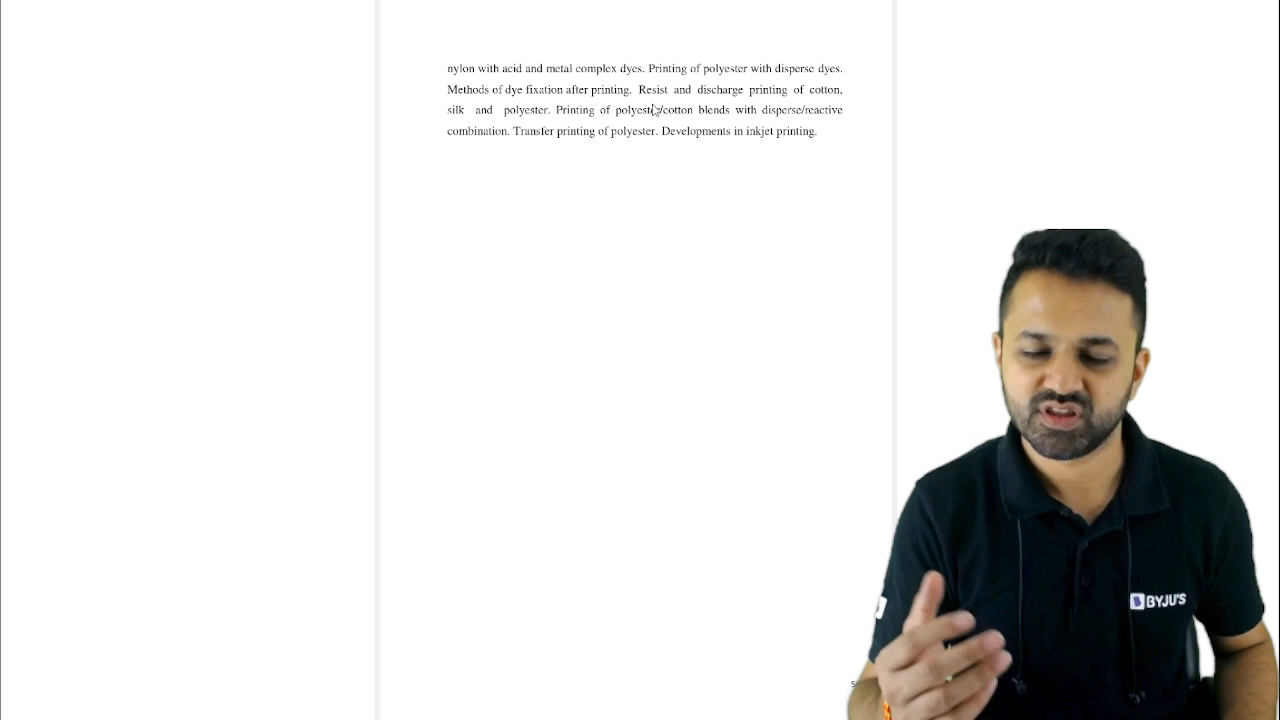 nylon with acid and metal complex dyes. Printing of polyester with disperse dyes.
Methods of dye fixation after printing. Resist and discharge printing of cotton,
silk and polyester. Printing of polyester/cotton blends with disperse/reactive
combination. Transfer printing of polyester. Developments in inkjet printing.
BYJU'S